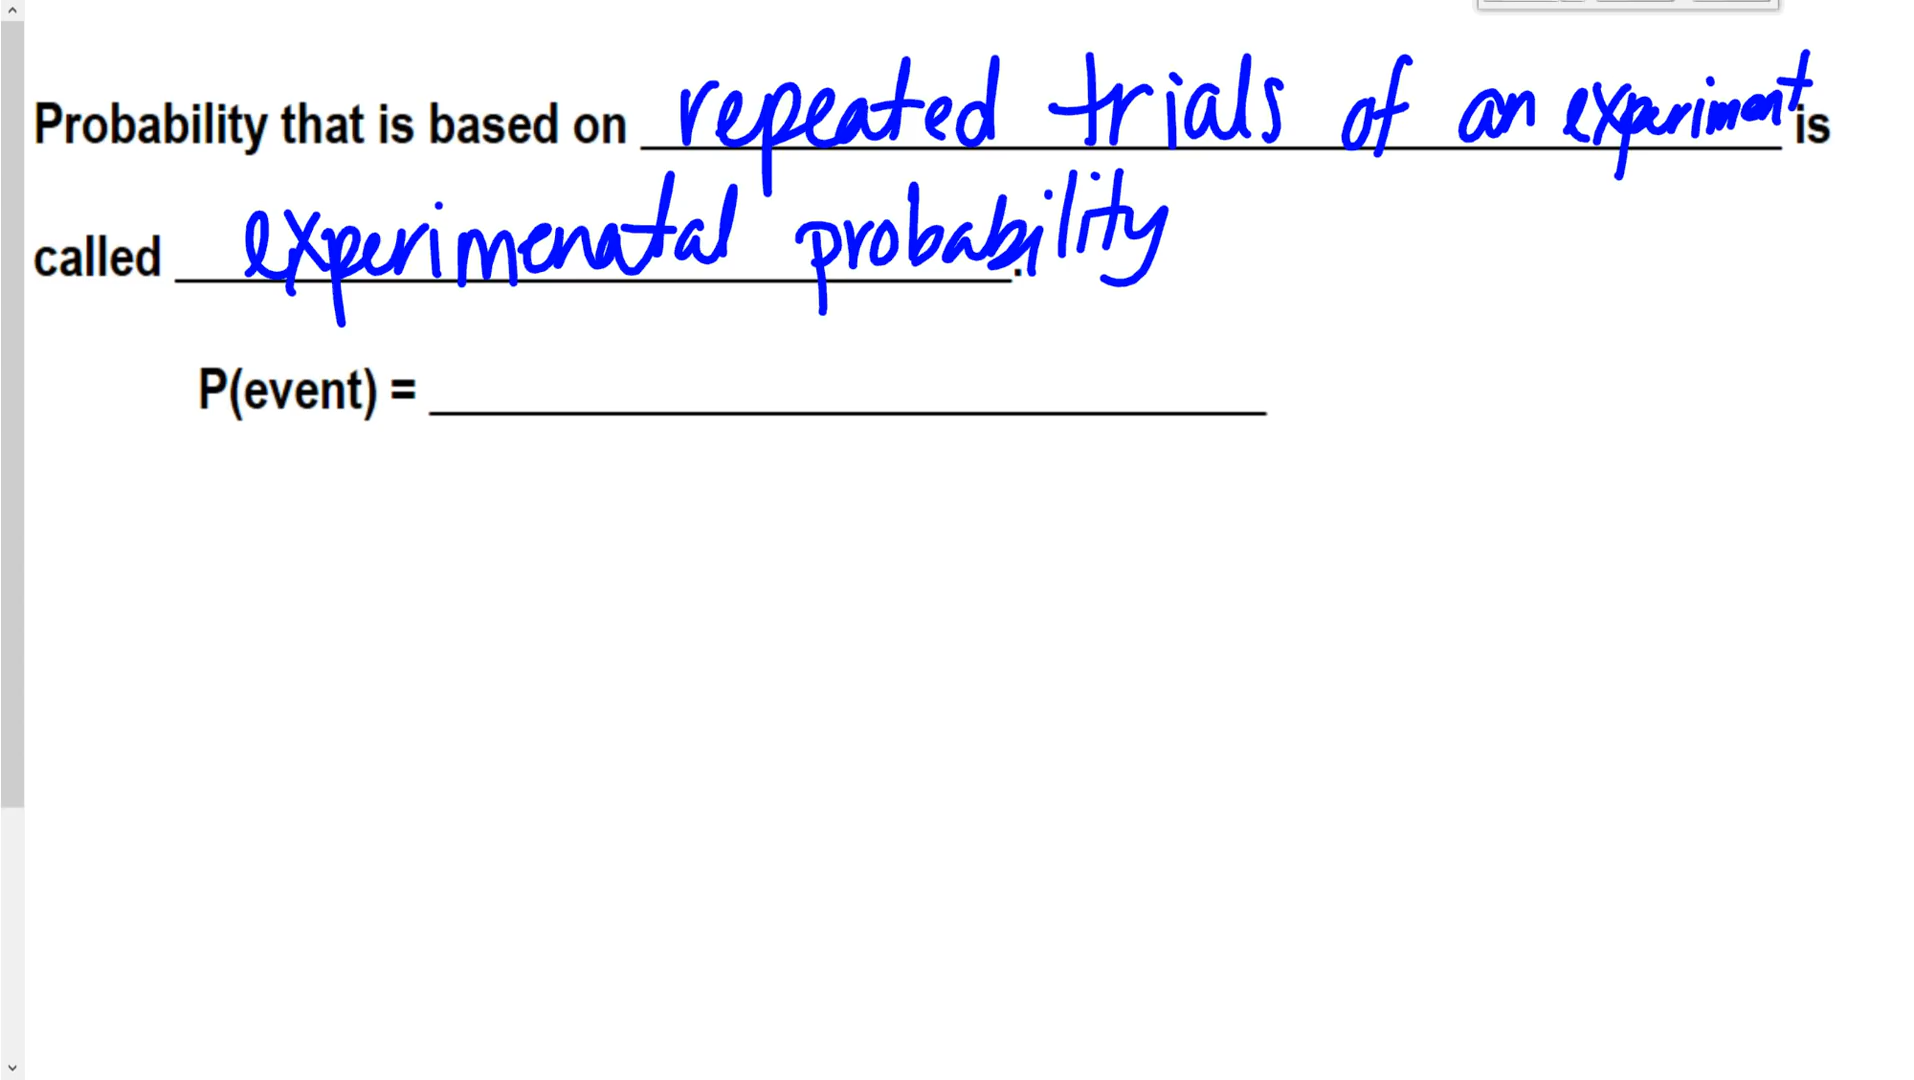 Probability that is based on repeated trials of an experiment is
called experimenatal probability.
P(event) =